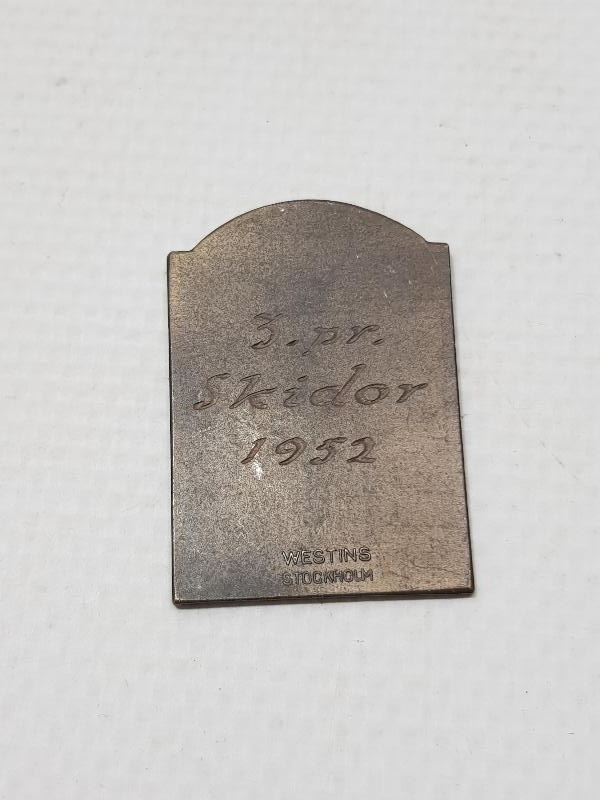 3. pr.
Skidor
1952
WESTINS
STOCKHOLM